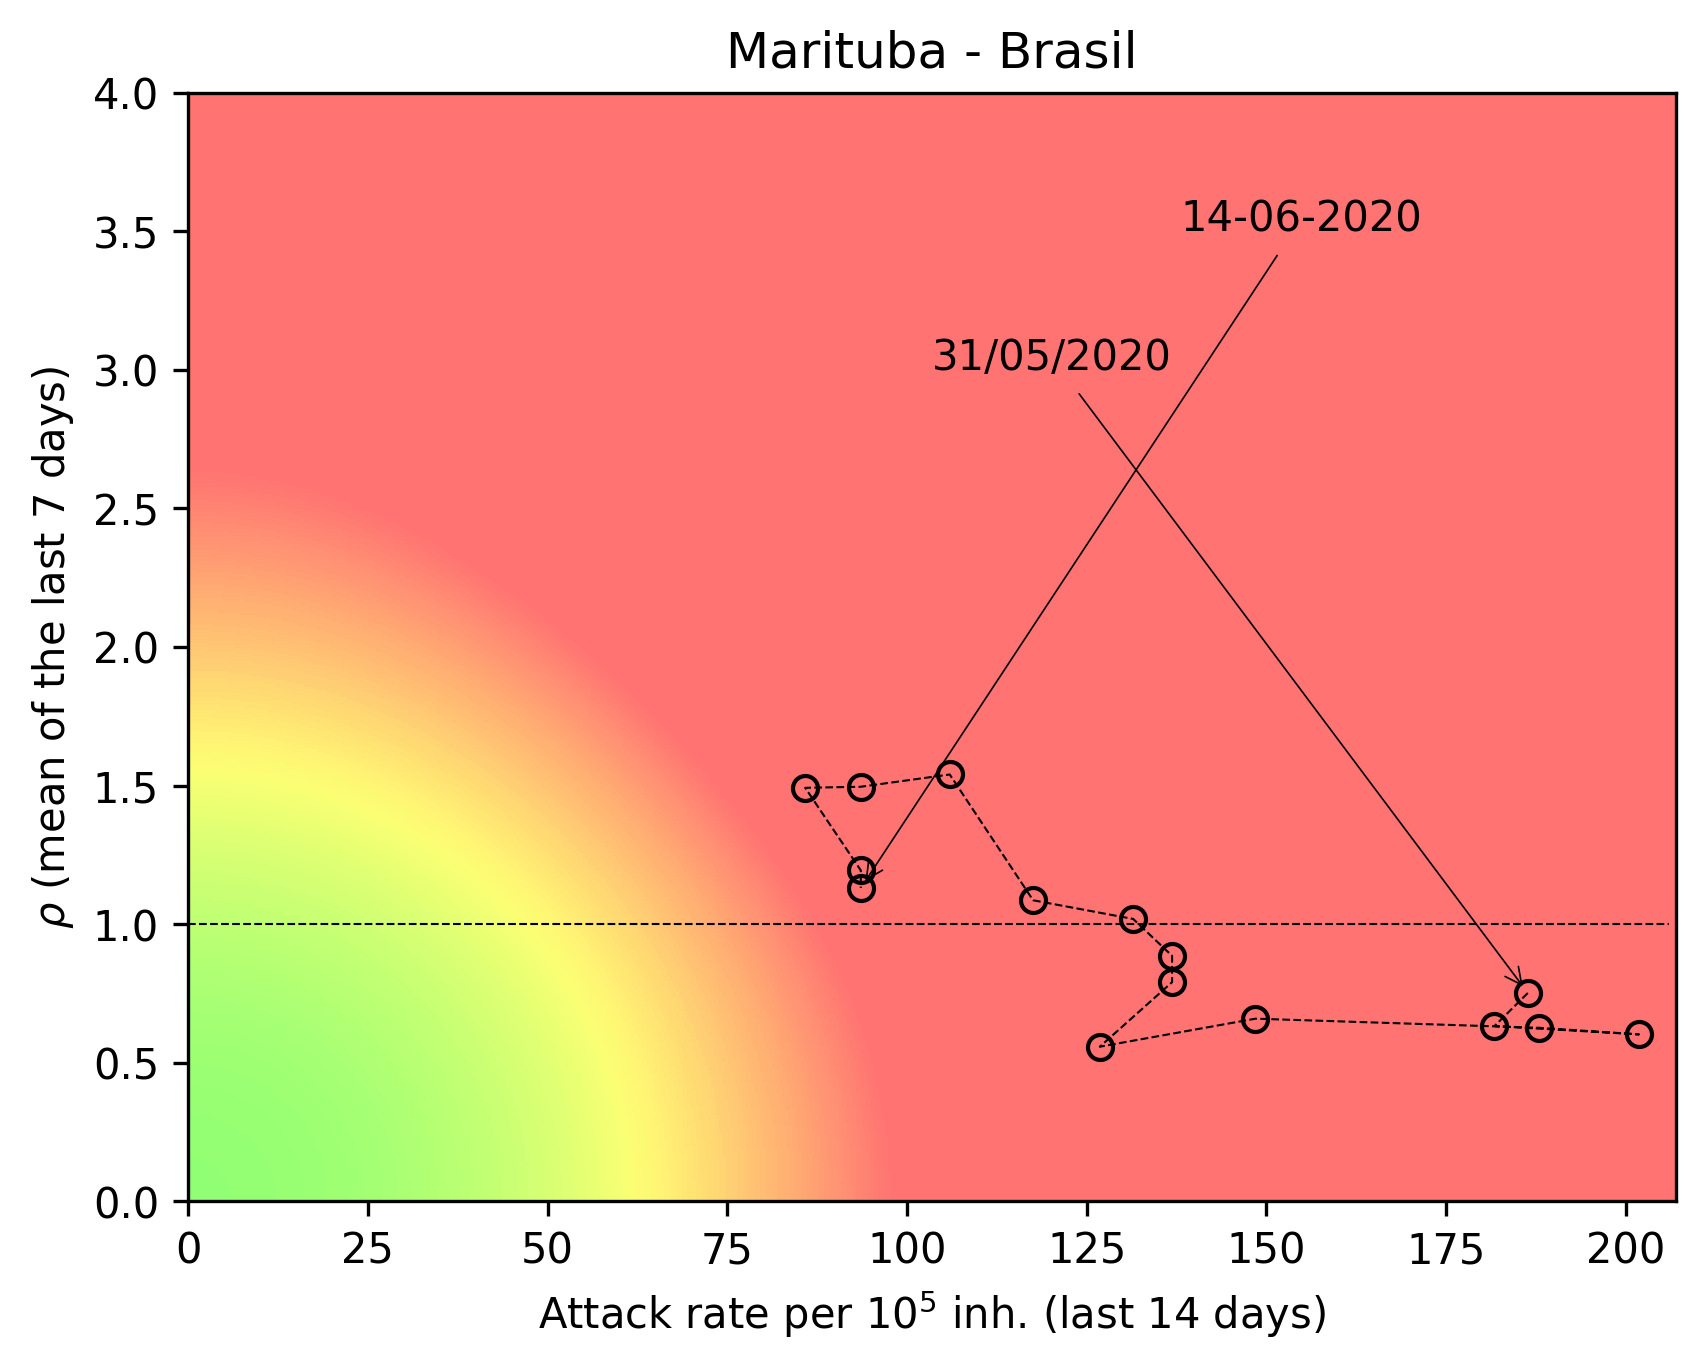 Marituba - Brasil
4.0
3.5
3.0
2.5
2.0
1.5
1.0
0.5
0.0
ρ (mean of the last 7 days)
14-06-2020
31/05/2020
0 25 50 75 100 125 150 175 200
Attack rate per 10⁵ inh. (last 14 days)